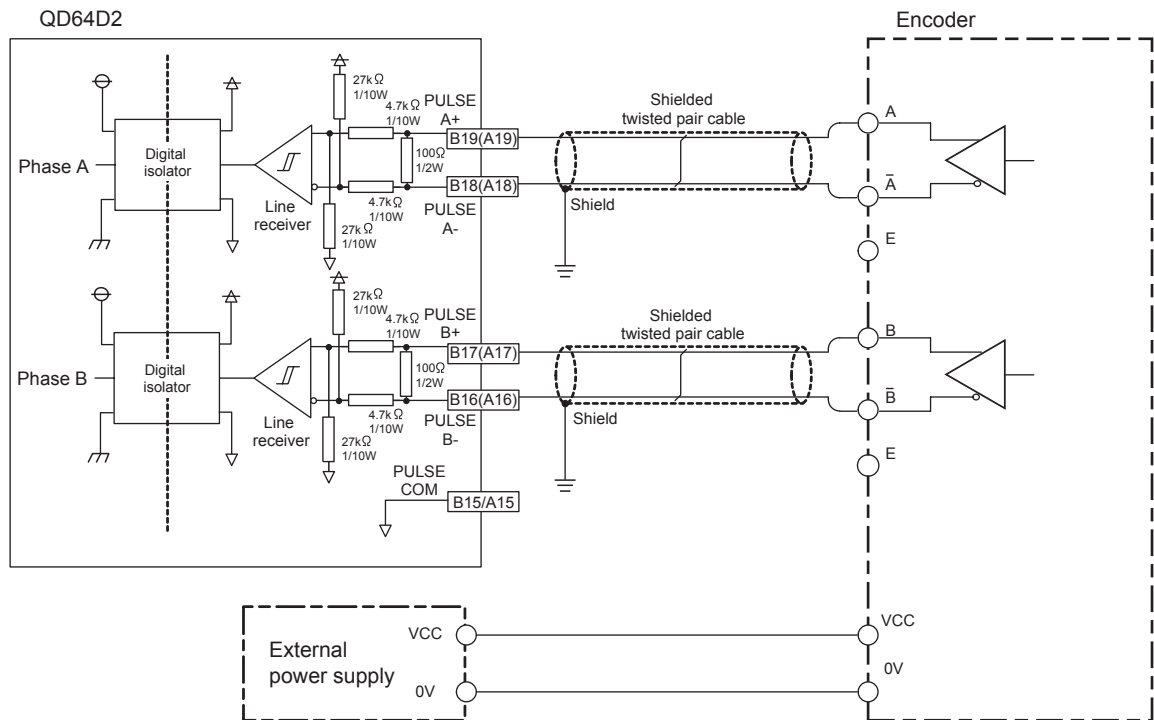 QD64D2
Encoder
27kΩ
1/10W
4.7kΩ
1/10W
PULSE
A+
B19(A19)
100Ω
1/2W
Phase A
Digital
isolator
Line
receiver
B18(A18)
4.7kΩ
1/10W
PULSE
A-
27kΩ
1/10W
Shielded
twisted pair cable
Shield
A
Ā
E
27kΩ
1/10W
4.7kΩ
1/10W
PULSE
B+
B17(A17)
100Ω
1/2W
Phase B
Digital
isolator
Line
receiver
B16(A16)
4.7kΩ
1/10W
PULSE
B-
27kΩ
1/10W
Shielded
twisted pair cable
Shield
B
B̄
E
PULSE
COM
B15/A15
External
power supply
VCC
0V
VCC
0V